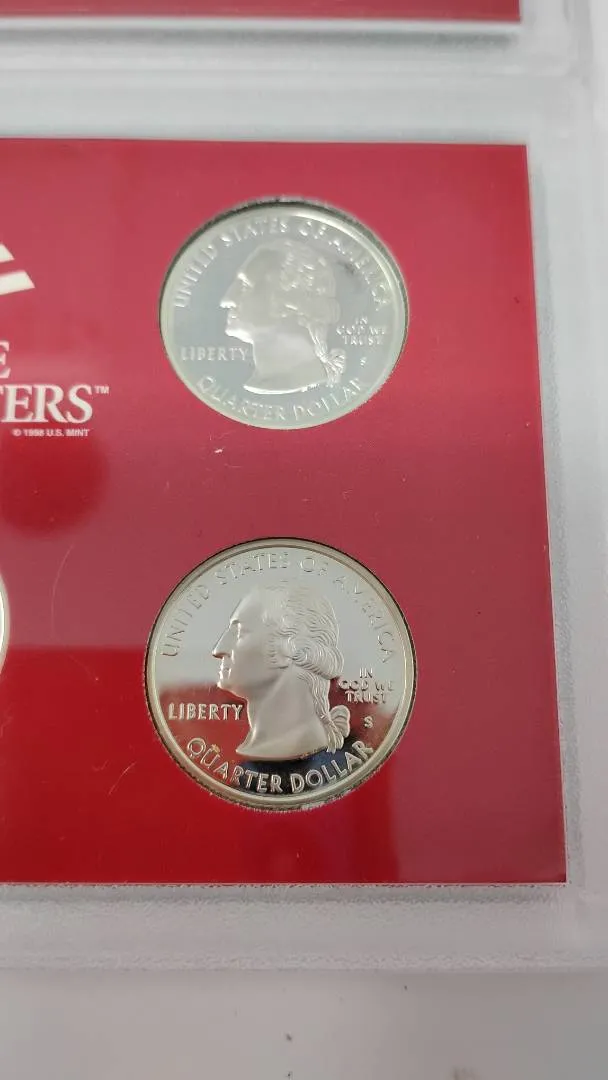 UNITED STATES OF AMERICA
IN
GOD WE
TRUST
LIBERTY
S
QUARTER DOLLAR
E
TERS™
© 1998 U.S. MINT
UNITED STATES OF AMERICA
IN
GOD WE
TRUST
LIBERTY
S
QUARTER DOLLAR